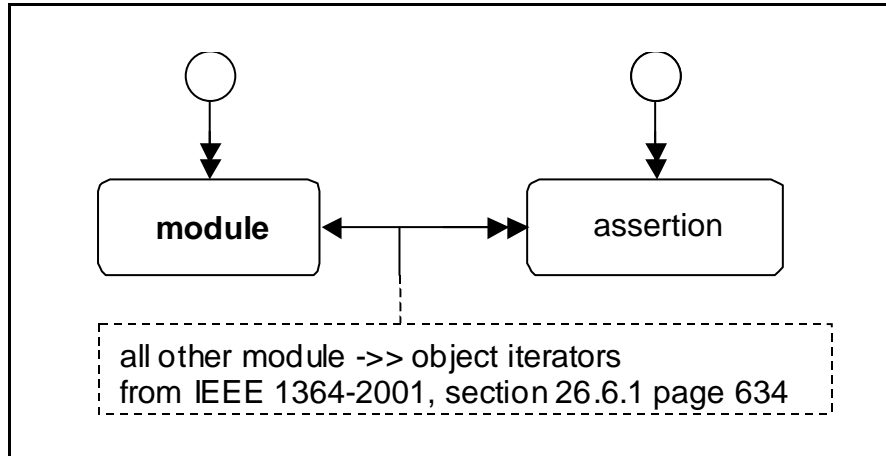 module
assertion
all other module ->> object iterators
from IEEE 1364-2001, section 26.6.1 page 634